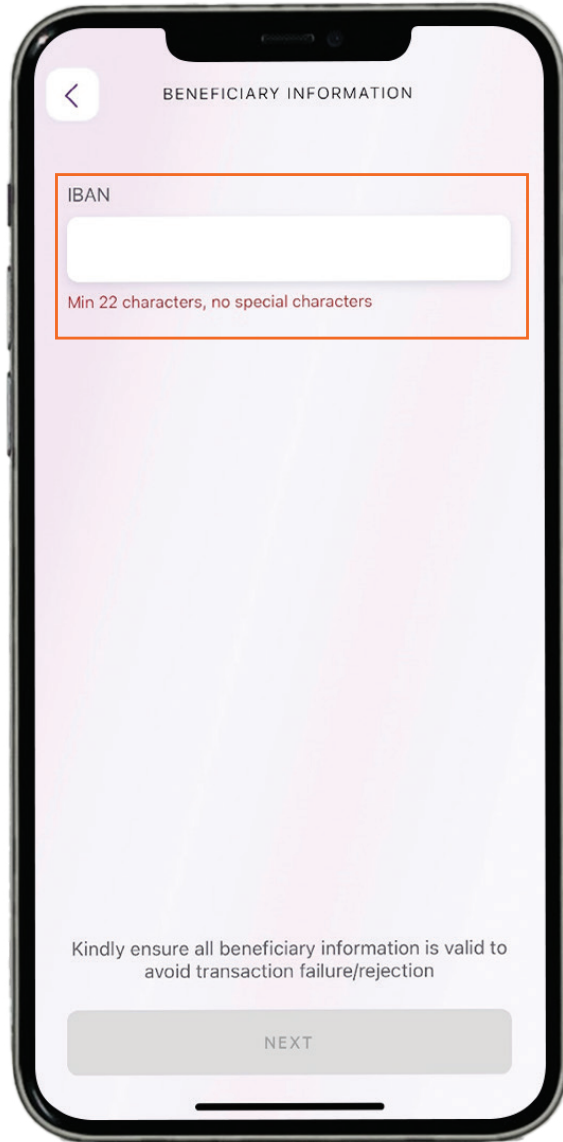 BENEFICIARY INFORMATION
IBAN
Min 22 characters, no special characters
Kindly ensure all beneficiary information is valid to
avoid transaction failure/rejection
NEXT